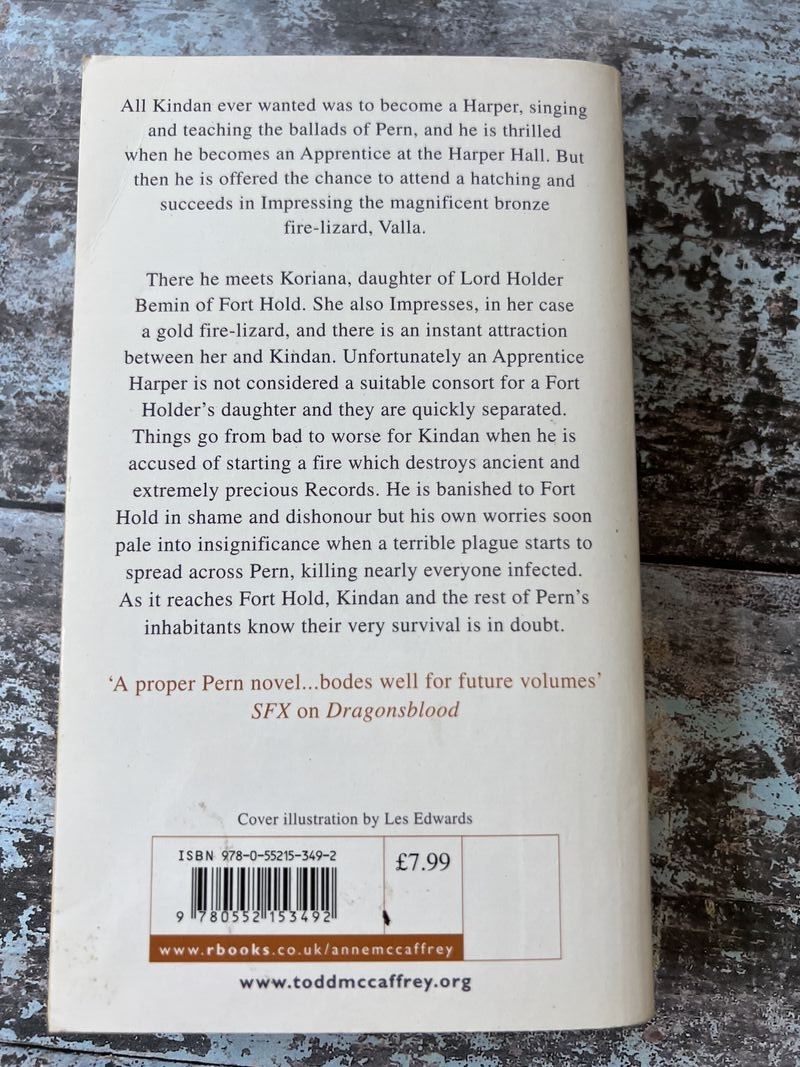 All Kindan ever wanted was to become a Harper, singing
and teaching the ballads of Pern, and he is thrilled
when he becomes an Apprentice at the Harper Hall. But
then he is offered the chance to attend a hatching and
succeeds in Impressing the magnificent bronze
fire-lizard, Valla.
There he meets Koriana, daughter of Lord Holder
Bemin of Fort Hold. She also Impresses, in her case
a gold fire-lizard, and there is an instant attraction
between her and Kindan. Unfortunately an Apprentice
Harper is not considered a suitable consort for a Fort
Holder's daughter and they are quickly separated.
Things go from bad to worse for Kindan when he is
accused of starting a fire which destroys ancient and
extremely precious Records. He is banished to Fort
Hold in shame and dishonour but his own worries soon
pale into insignificance when a terrible plague starts to
spread across Pern, killing nearly everyone infected.
As it reaches Fort Hold, Kindan and the rest of Pern's
inhabitants know their very survival is in doubt.
'A proper Pern novel...bodes well for future volumes'
SFX on Dragonsblood
Cover illustration by Les Edwards
ISBN 978-0-55215-349-2
£7.99
9 780552 153492
www.rbooks.co.uk/annemccaffrey
www.toddmccaffrey.org